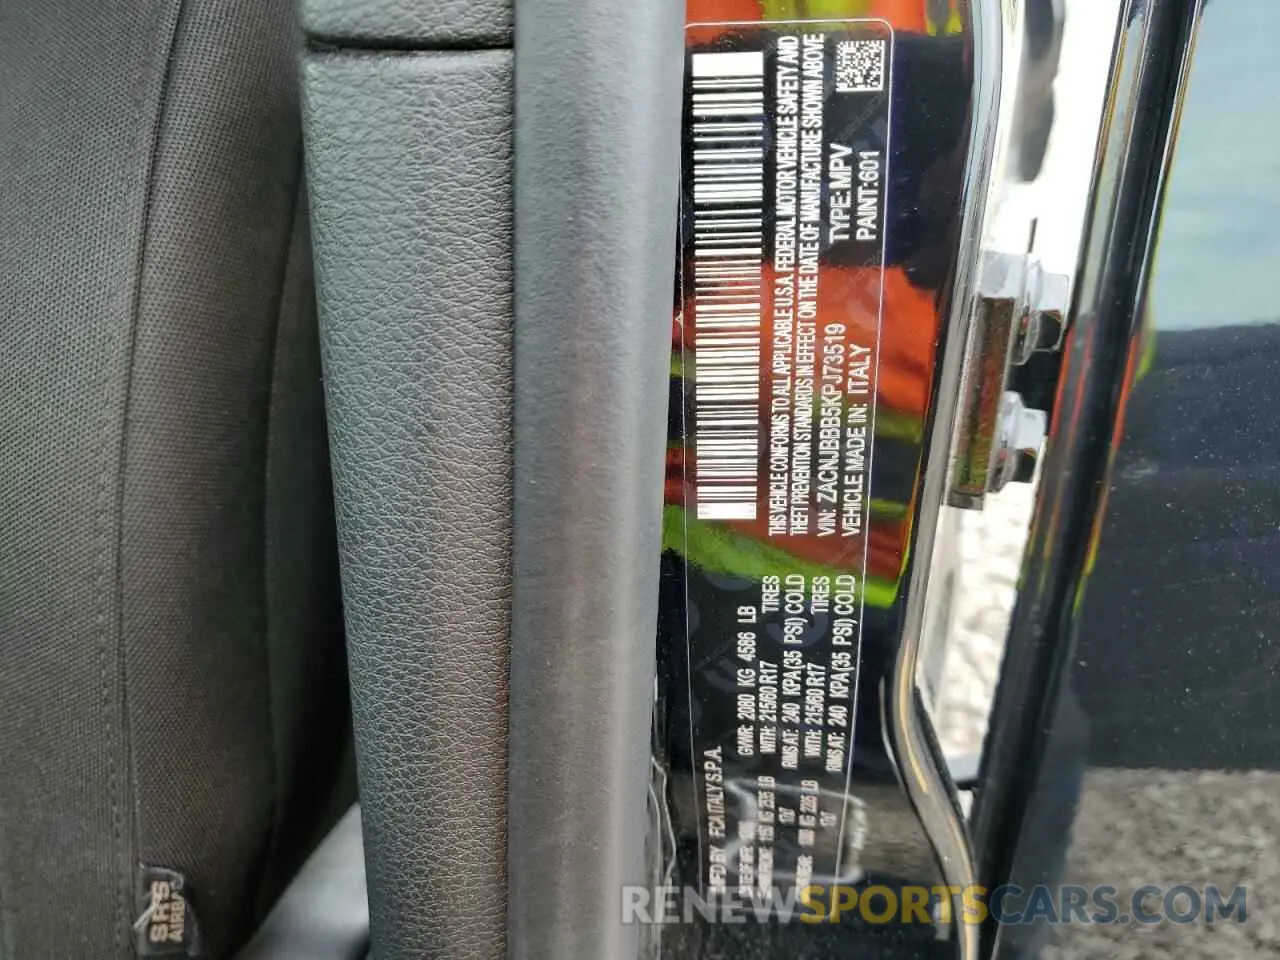 MFD BY FCA ITALY S.P.A.
GVWR: 2080 KG 4586 LB
WITH: 215/60 R17 TIRES
RIMS AT: 240 KPA(35 PSI) COLD
WITH: 215/60 R17 TIRES
RIMS AT: 240 KPA(35 PSI) COLD
THIS VEHICLE CONFORMS TO ALL APPLICABLE U.S.A. FEDERAL MOTOR VEHICLE SAFETY AND
THEFT PREVENTION STANDARDS IN EFFECT ON THE DATE OF MANUFACTURE SHOWN ABOVE
VIN: ZACNJBBB5KPJ73519 TYPE: MPV
VEHICLE MADE IN: ITALY PAINT:601
SRS
AIRBAG
RENEWSPORTSCARS.COM